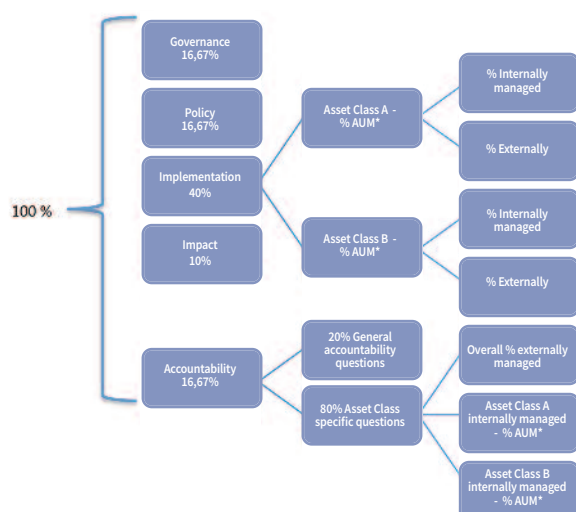 100 %
Governance
16,67%
Policy
16,67%
Implementation
40%
Impact
10%
Accountability
16,67%
Asset Class A -
% AUM*
Asset Class B -
% AUM*
20% General
accountability
questions
80% Asset Class
specific questions
% Internally
managed
% Externally
% Internally
managed
% Externally
Overall % externally
managed
Asset Class A
internally managed
- % AUM*
Asset Class B
internally managed
- % AUM*